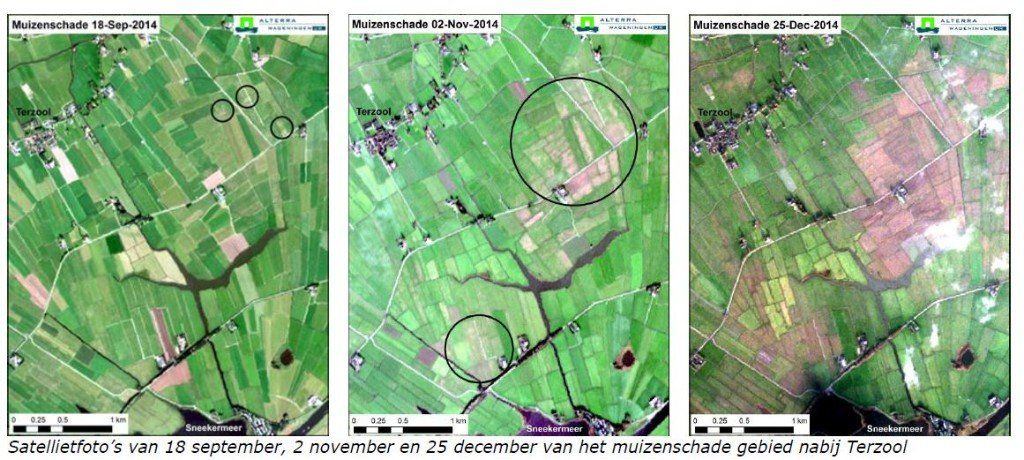 Muizenschade 18-Sep-2014
ALTERRA
WAGENINGEN UR
Terzool
0 0.25 0.5 1 km
Muizenschade 02-Nov-2014
ALTERRA
WAGENINGEN UR
Terzool
0 0.25 0.5 1 km
Sneekermeer
Muizenschade 25-Dec-2014
ALTERRA
WAGENINGEN UR
Terzool
0 0.25 0.5 1 km
Sneekermeer
Sneekermeer
Satellietfoto's van 18 september, 2 november en 25 december van het muizenschade gebied nabij Terzool